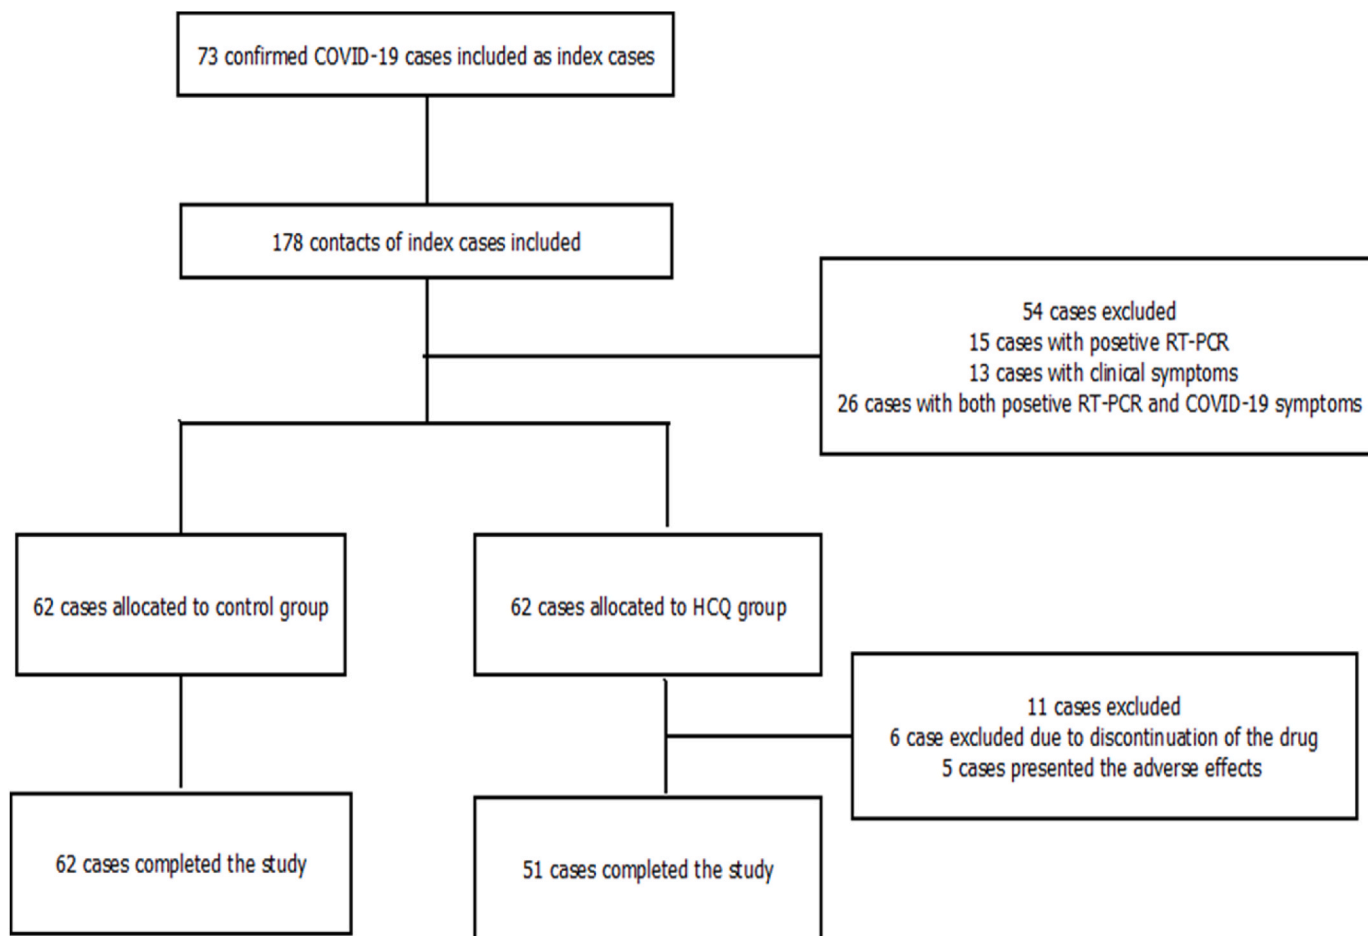 73 confirmed COVID-19 cases included as index cases
178 contacts of index cases included
54 cases excluded
15 cases with posetive RT-PCR
13 cases with clinical symptoms
26 cases with both posetive RT-PCR and COVID-19 symptoms
62 cases allocated to control group
62 cases allocated to HCQ group
11 cases excluded
6 case excluded due to discontinuation of the drug
5 cases presented the adverse effects
62 cases completed the study
51 cases completed the study